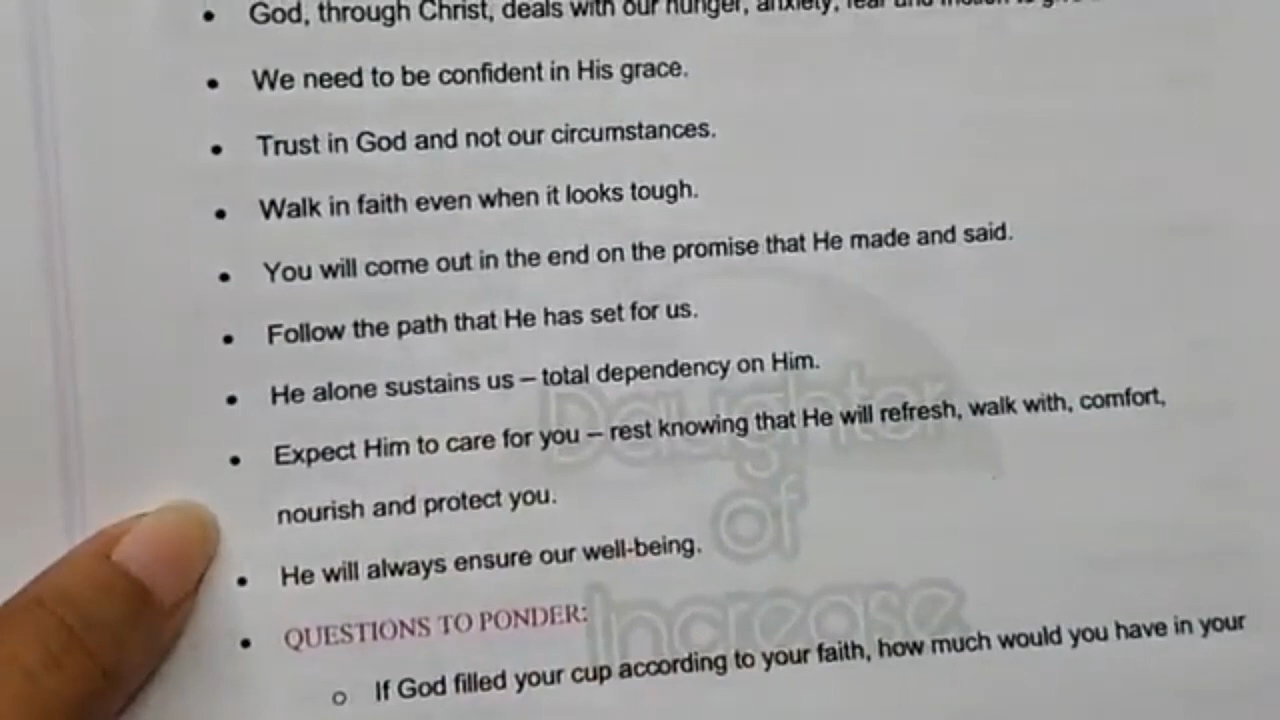 • God, through Christ, deals with our hunger, anxiety, fear and
• We need to be confident in His grace.
• Trust in God and not our circumstances.
• Walk in faith even when it looks tough.
• You will come out in the end on the promise that He made and said.
• Follow the path that He has set for us.
• He alone sustains us – total dependency on Him.
• Expect Him to care for you – rest knowing that He will refresh, walk with, comfort,
nourish and protect you.
• He will always ensure our well-being.
• QUESTIONS TO PONDER:
o If God filled your cup according to your faith, how much would you have in your
Daughter
of
Increase